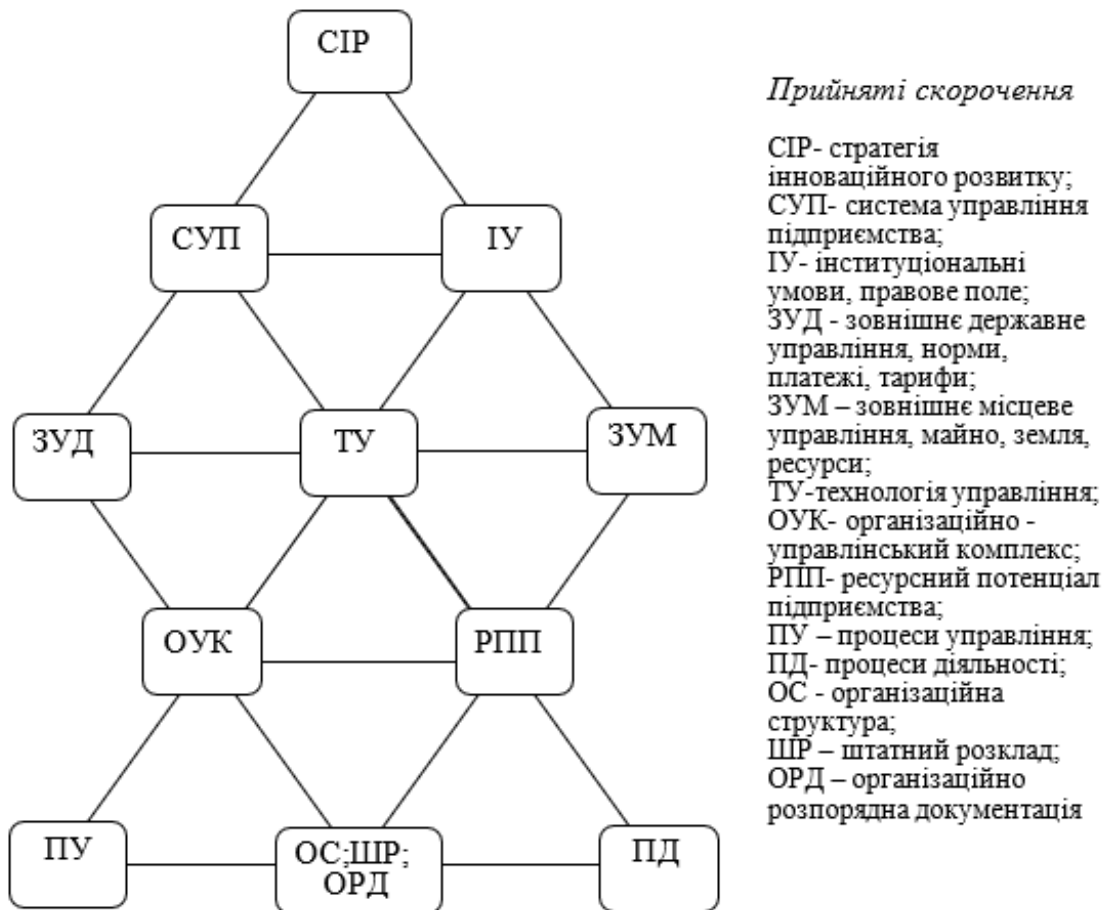 СІР
СУП
ІУ
ЗУД
ТУ
ЗУМ
ОУК
РПП
ПУ
ОС;ШР;
ОРД
ПД
Прийняті скорочення
СІР- стратегія
інноваційного розвитку;
СУП- система управління
підприємства;
ІУ- інституціональні
умови, правове поле;
ЗУД - зовнішнє державне
управління, норми,
платежі, тарифи;
ЗУМ – зовнішнє місцеве
управління, майно, земля,
ресурси;
ТУ-технологія управління;
ОУК- організаційно -
управлінський комплекс;
РПП- ресурсний потенціал
підприємства;
ПУ – процеси управління;
ПД- процеси діяльності;
ОС - організаційна
структура;
ШР – штатний розклад;
ОРД – організаційно
розпорядна документація